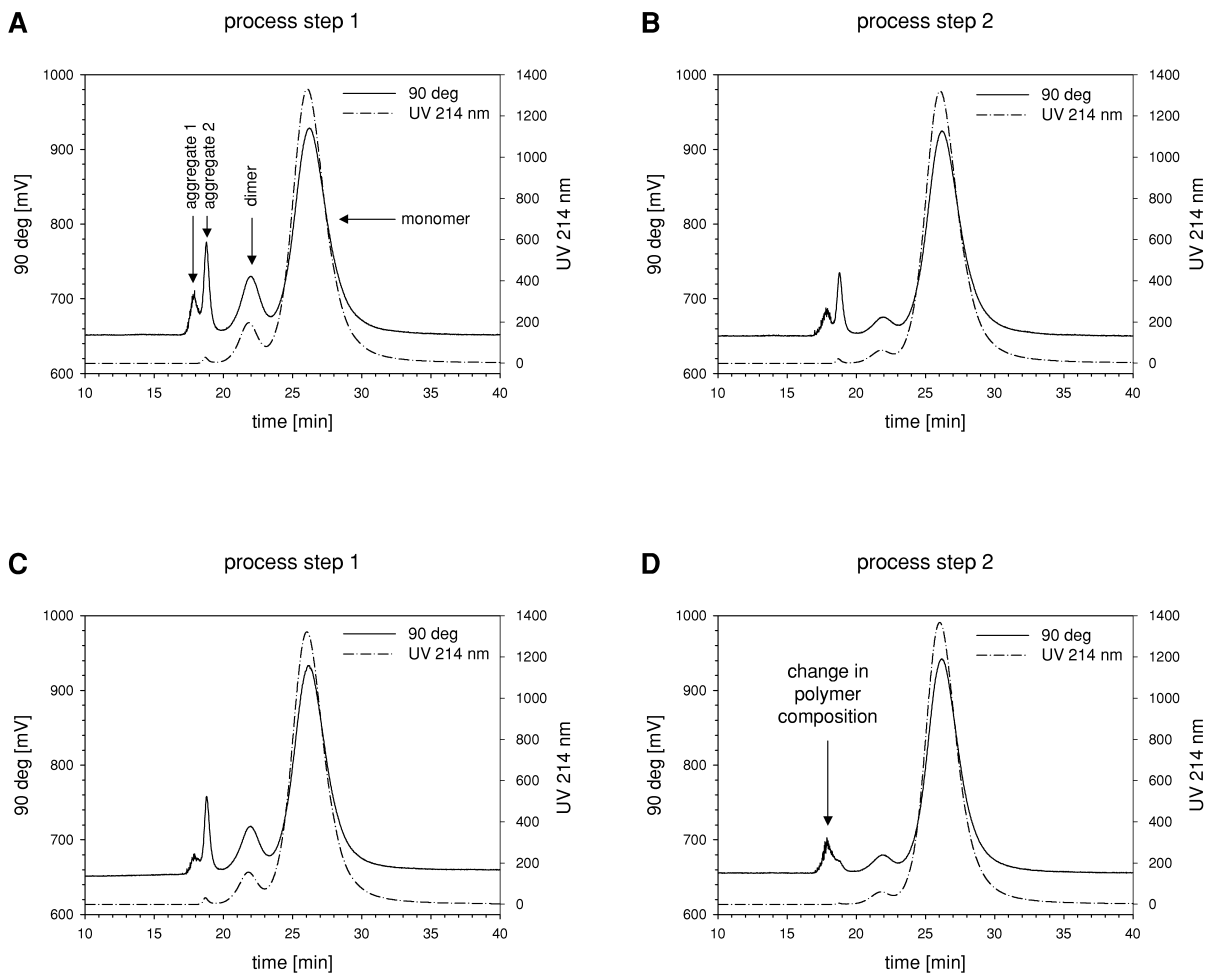 A
process step 1
1000
900
800
700
600
1400
1200
1000
800
600
400
200
0
10 15 20 25 30 35 40
90 deg [mV]
UV 214 nm
time [min]
90 deg
UV 214 nm
aggregate 1
aggregate 2
dimer
monomer
B
process step 2
1000
900
800
700
600
1400
1200
1000
800
600
400
200
0
10 15 20 25 30 35 40
90 deg [mV]
UV 214 nm
time [min]
90 deg
UV 214 nm
C
process step 1
1000
900
800
700
600
1400
1200
1000
800
600
400
200
0
10 15 20 25 30 35 40
90 deg [mV]
UV 214 nm
time [min]
90 deg
UV 214 nm
D
process step 2
1000
900
800
700
600
1400
1200
1000
800
600
400
200
0
10 15 20 25 30 35 40
90 deg [mV]
UV 214 nm
time [min]
90 deg
UV 214 nm
change in
polymer
composition